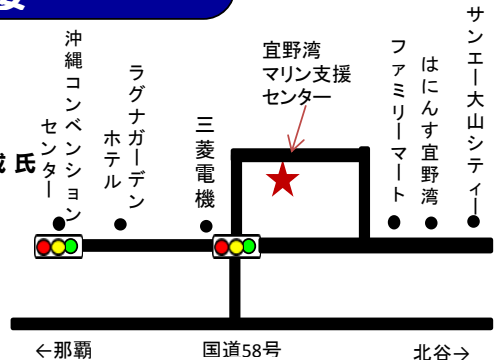 要
成 氏
沖縄コンベンション
センター
ラグナガーデン
ホテル
三菱電機
宜野湾
マリン支援
センター
ファミリーマート
はにんす宜野湾
サンエー大山シティー
←那覇
国道58号
北谷→